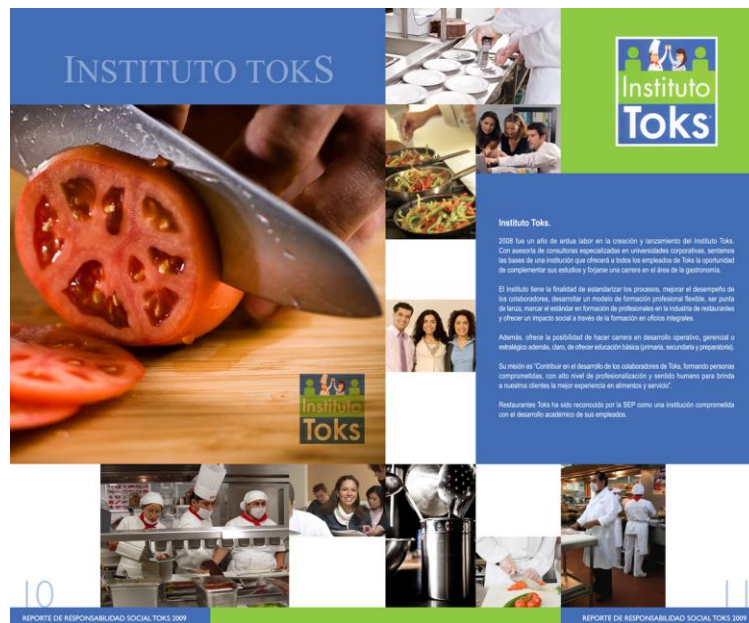 INSTITUTO TOKS
Instituto
Toks
Instituto Toks.
2008 fue un año de ardua labor en la creación y lanzamiento del Instituto Toks.
Con asesoría de consultoras especializadas en universidades corporativas, sentamos
las bases de una institución que ofrecerá a todos los empleados de Toks la oportunidad
de complementar sus estudios y forjarse una carrera en el área de la gastronomía.
El Instituto tiene la finalidad de estandarizar los procesos, mejorar el desempeño de
los colaboradores, desarrollar un modelo de formación profesional flexible, ser punta
de lanza, marcar el estándar en formación de profesionales en la industria de restaurantes
y ofrecer un impacto social a través de la formación en oficios integrales.
Además, ofrece la posibilidad de hacer carrera en desarrollo operativo, gerencial o
estratégico además, claro, de ofrecer educación básica (primaria, secundaria y preparatoria).
Su misión es "Contribuir en el desarrollo de los colaboradores de Toks, formando personas
comprometidas, con alto nivel de profesionalización y sentido humano para brinda
a nuestros clientes la mejor experiencia en alimentos y servicio".
Restaurantes Toks ha sido reconocido por la SEP como una institución comprometida
con el desarrollo académico de sus empleados.
Instituto
Toks
10
11
REPORTE DE RESPONSABILIDAD SOCIAL TOKS 2009
REPORTE DE RESPONSABILIDAD SOCIAL TOKS 2009